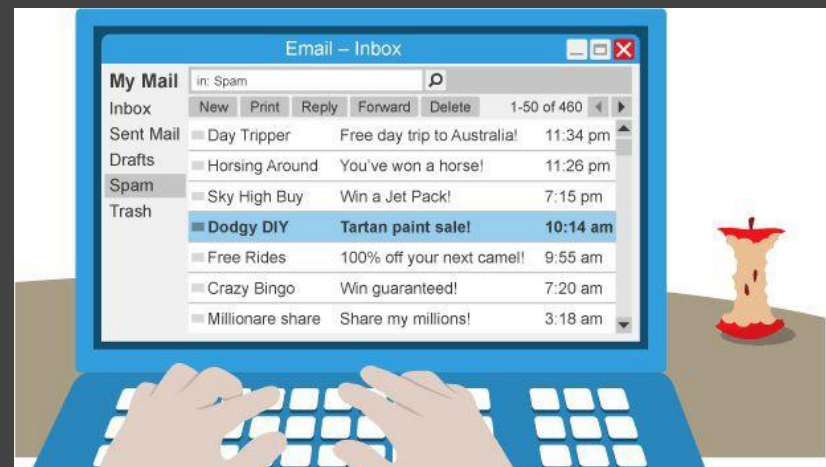 Email – Inbox
My Mail
in: Spam
Inbox
New Print Reply Forward Delete 1-50 of 460
Sent Mail
Day Tripper Free day trip to Australia! 11:34 pm
Drafts
Horsing Around You've won a horse! 11:26 pm
Spam
Sky High Buy Win a Jet Pack! 7:15 pm
Trash
Dodgy DIY Tartan paint sale! 10:14 am
Free Rides 100% off your next camel! 9:55 am
Crazy Bingo Win guaranteed! 7:20 am
Millionare share Share my millions! 3:18 am